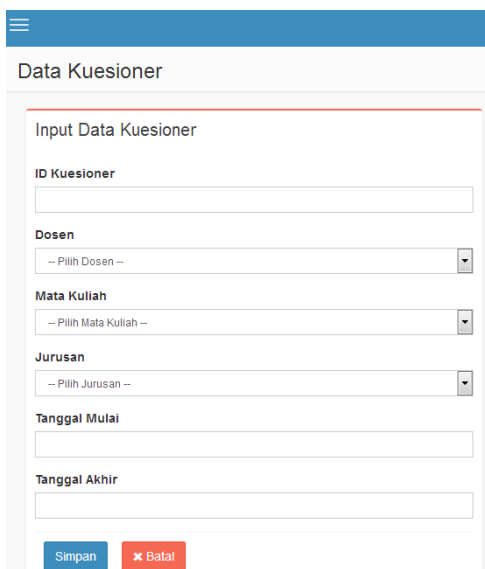 Data Kuesioner
Input Data Kuesioner
ID Kuesioner
Dosen
-- Pilih Dosen --
Mata Kuliah
-- Pilih Mata Kuliah --
Jurusan
-- Pilih Jurusan --
Tanggal Mulai
Tanggal Akhir
Simpan ✖ Batal